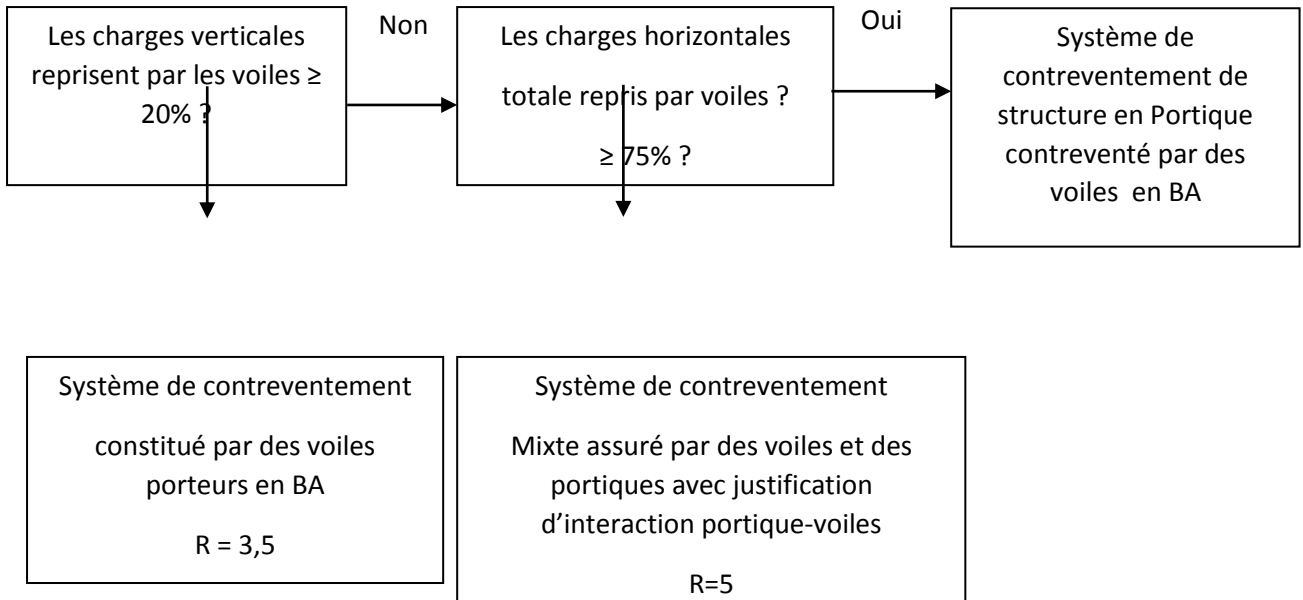 Les charges verticales
reprisent par les voiles ≥
20% ?
Non
Les charges horizontales
totale repris par voiles ?
≥ 75% ?
Oui
Système de
contreventement de
structure en Portique
contreventé par des
voiles en BA
Système de contreventement
constitué par des voiles
porteurs en BA
R = 3,5
Système de contreventement
Mixte assuré par des voiles et des
portiques avec justification
d’interaction portique-voiles
R=5